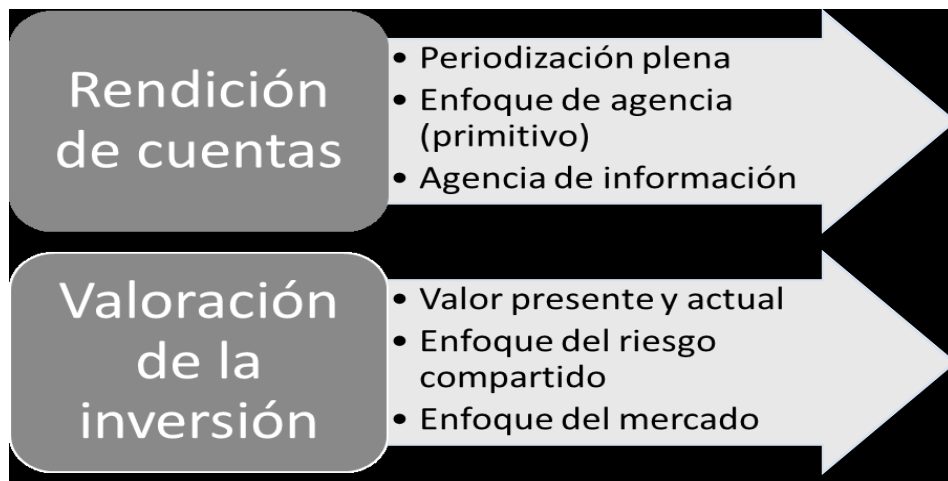 Rendición
de cuentas
• Periodización plena
• Enfoque de agencia
(primitivo)
• Agencia de información
Valoración
de la
inversión
• Valor presente y actual
• Enfoque del riesgo
compartido
• Enfoque del mercado